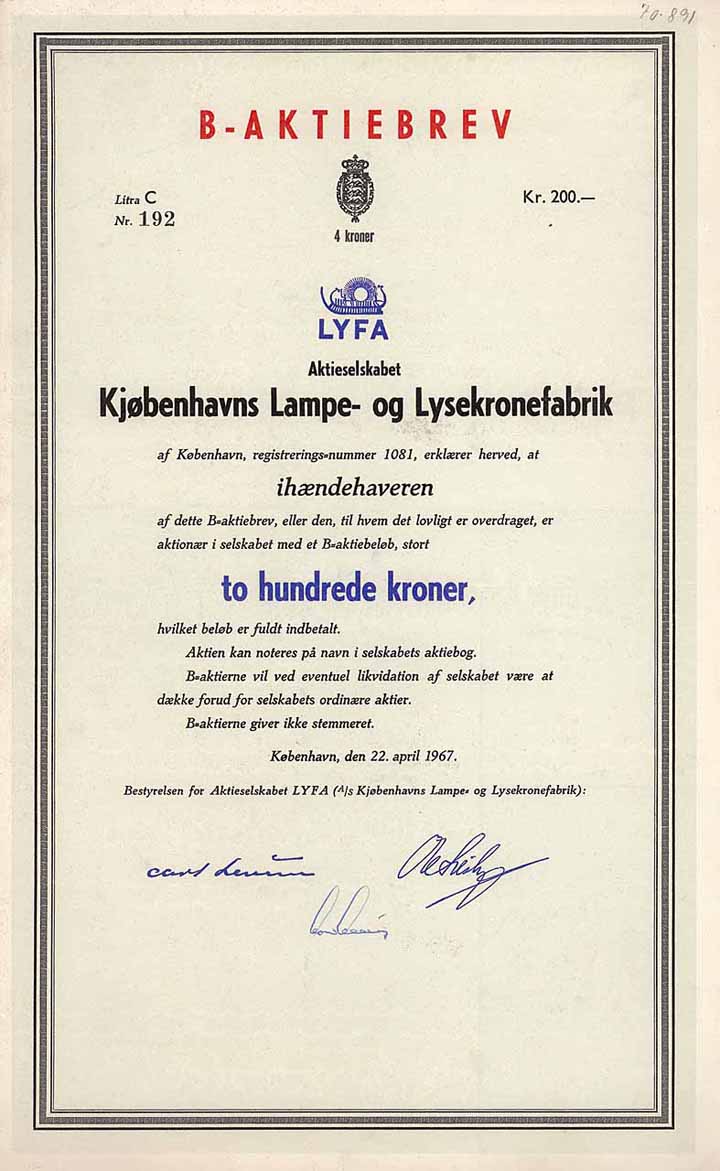 70-891
B-AKTIEBREV
Litra C
Nr. 192
Kr. 200.—
4 kroner
LYFA
Aktieselskabet
Kjøbenhavns Lampe- og Lysekronefabrik
af København, registrerings-nummer 1081, erklærer herved, at
ihændehaveren
af dette B-aktiebrev, eller den, til hvem det lovligt er overdraget, er
aktionær i selskabet med et B-aktiebeløb, stort
to hundrede kroner,
hvilket beløb er fuldt indbetalt.
Aktien kan noteres på navn i selskabets aktiebog.
B-aktierne vil ved eventuel likvidation af selskabet være at
dække forud for selskabets ordinære aktier.
B-aktierne giver ikke stemmeret.
København, den 22. april 1967.
Bestyrelsen for Aktieselskabet LYFA (A/s Kjøbenhavns Lampe- og Lysekronefabrik):